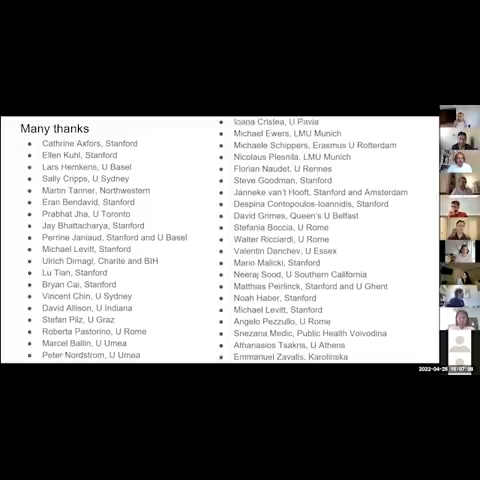 Many thanks
Cathrine Axfors, Stanford
Ellen Kuhl, Stanford
Lars Hemkens, U Basel
Sally Cripps, U Sydney
Martin Tanner, Northwestern
Eran Bendavid, Stanford
Prabhat Jha, U Toronto
Jay Bhattacharya, Stanford
Perrine Janiaud, Stanford and U Basel
Michael Levitt, Stanford
Ulrich Dirnagl, Charite and BIH
Lu Tian, Stanford
Bryan Cai, Stanford
Vincent Chin, U Sydney
David Allison, U Indiana
Stefan Pilz, U Graz
Roberta Pastorino, U Rome
Marcel Ballin, U Umea
Peter Nordstrom, U Umea
Ioana Cristea, U Pavia
Michael Ewers, LMU Munich
Michaele Schippers, Erasmus U Rotterdam
Nicolaus Plesnila, LMU Munich
Florian Naudet, U Rennes
Steve Goodman, Stanford
Janneke van't Hooft, Stanford and Amsterdam
Despina Contopoulos-Ioannidis, Stanford
David Grimes, Queen's U Belfast
Stefania Boccia, U Rome
Walter Ricciardi, U Rome
Valentin Danchev, U Essex
Mario Malicki, Stanford
Neeraj Sood, U Southern California
Matthias Peirlinck, Stanford and U Ghent
Noah Haber, Stanford
Michael Levitt, Stanford
Angelo Pezzullo, U Rome
Snezana Medic, Public Health Voivodina
Athanasios Tsakris, U Athens
Emmanuel Zavalis, Karolinska